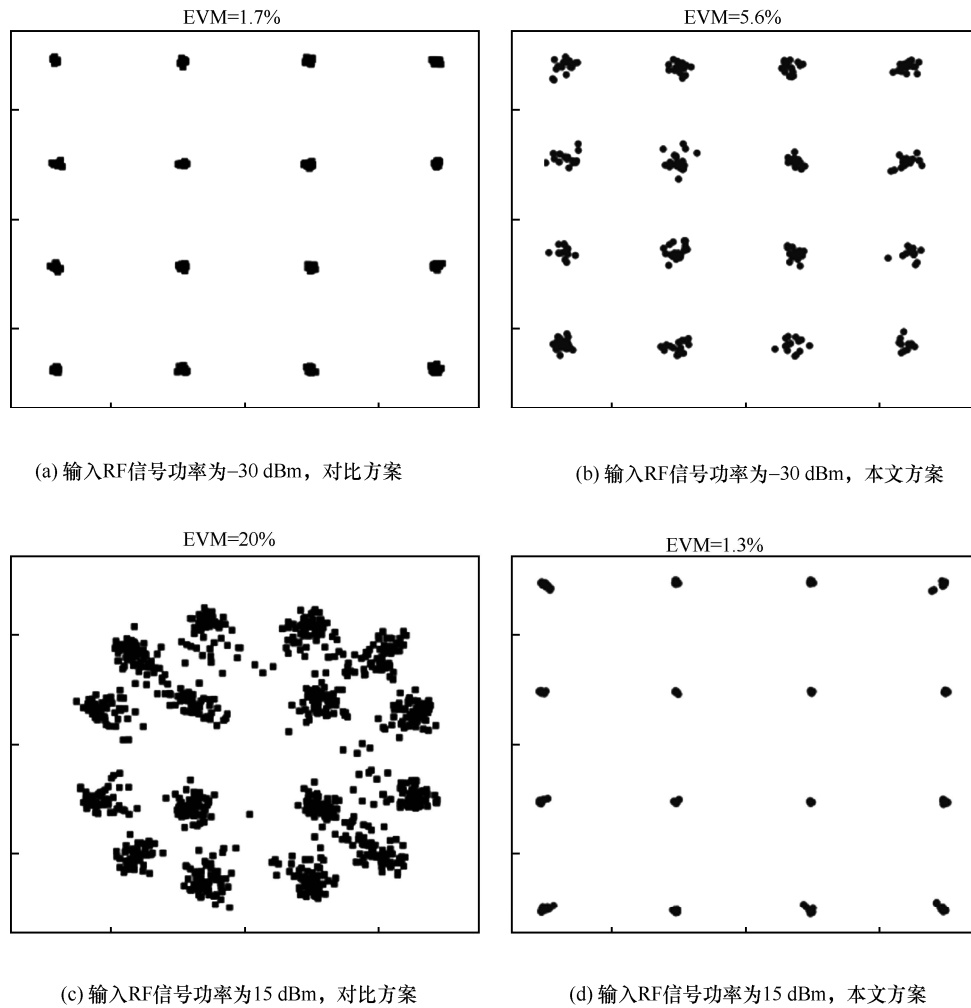 EVM=1.7%
EVM=5.6%
(a) 输入RF信号功率为−30 dBm，对比方案
(b) 输入RF信号功率为−30 dBm，本文方案
EVM=20%
EVM=1.3%
(c) 输入RF信号功率为15 dBm，对比方案
(d) 输入RF信号功率为15 dBm，本文方案